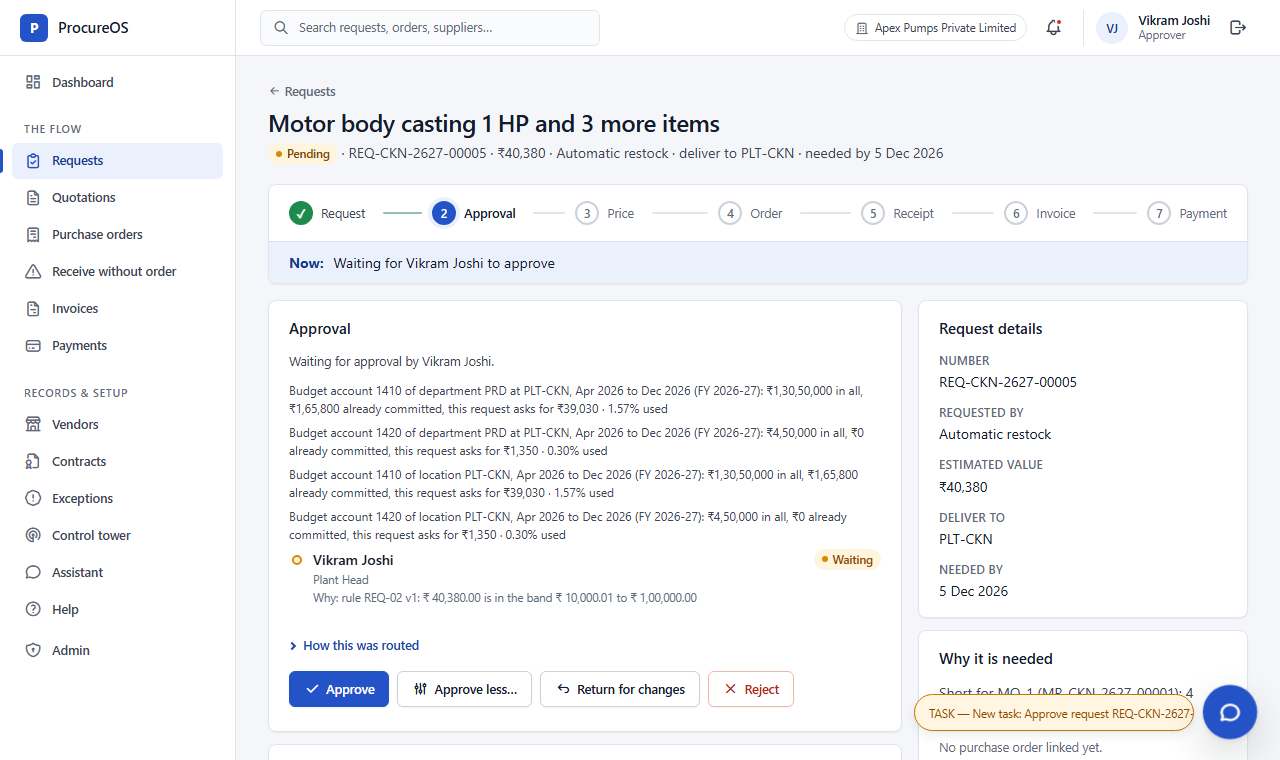 P ProcureOS
Search requests, orders, suppliers...
Apex Pumps Private Limited
VJ
Vikram Joshi
Approver
Dashboard
THE FLOW
Requests
Quotations
Purchase orders
Receive without order
Invoices
Payments
RECORDS & SETUP
Vendors
Contracts
Exceptions
Control tower
Assistant
Help
Admin
← Requests
Motor body casting 1 HP and 3 more items
Pending · REQ-CKN-2627-00005 · ₹40,380 · Automatic restock · deliver to PLT-CKN · needed by 5 Dec 2026
Request
2 Approval
3 Price
4 Order
5 Receipt
6 Invoice
7 Payment
Now: Waiting for Vikram Joshi to approve
Approval
Waiting for approval by Vikram Joshi.
Budget account 1410 of department PRD at PLT-CKN, Apr 2026 to Dec 2026 (FY 2026-27): ₹1,30,50,000 in all,
₹1,65,800 already committed, this request asks for ₹39,030 · 1.57% used
Budget account 1420 of department PRD at PLT-CKN, Apr 2026 to Dec 2026 (FY 2026-27): ₹4,50,000 in all, ₹0
already committed, this request asks for ₹1,350 · 0.30% used
Budget account 1410 of location PLT-CKN, Apr 2026 to Dec 2026 (FY 2026-27): ₹1,30,50,000 in all, ₹1,65,800
already committed, this request asks for ₹39,030 · 1.57% used
Budget account 1420 of location PLT-CKN, Apr 2026 to Dec 2026 (FY 2026-27): ₹4,50,000 in all, ₹0 already
committed, this request asks for ₹1,350 · 0.30% used
Vikram Joshi
Waiting
Plant Head
Why: rule REQ-02 v1: ₹ 40,380.00 is in the band ₹ 10,000.01 to ₹ 1,00,000.00
How this was routed
Approve
Approve less...
Return for changes
Reject
Request details
NUMBER
REQ-CKN-2627-00005
REQUESTED BY
Automatic restock
ESTIMATED VALUE
₹40,380
DELIVER TO
PLT-CKN
NEEDED BY
5 Dec 2026
Why it is needed
Short for MO-1 (MR-CKN-2627-00001): 4
TASK — New task: Approve request REQ-CKN-2627-
No purchase order linked yet.